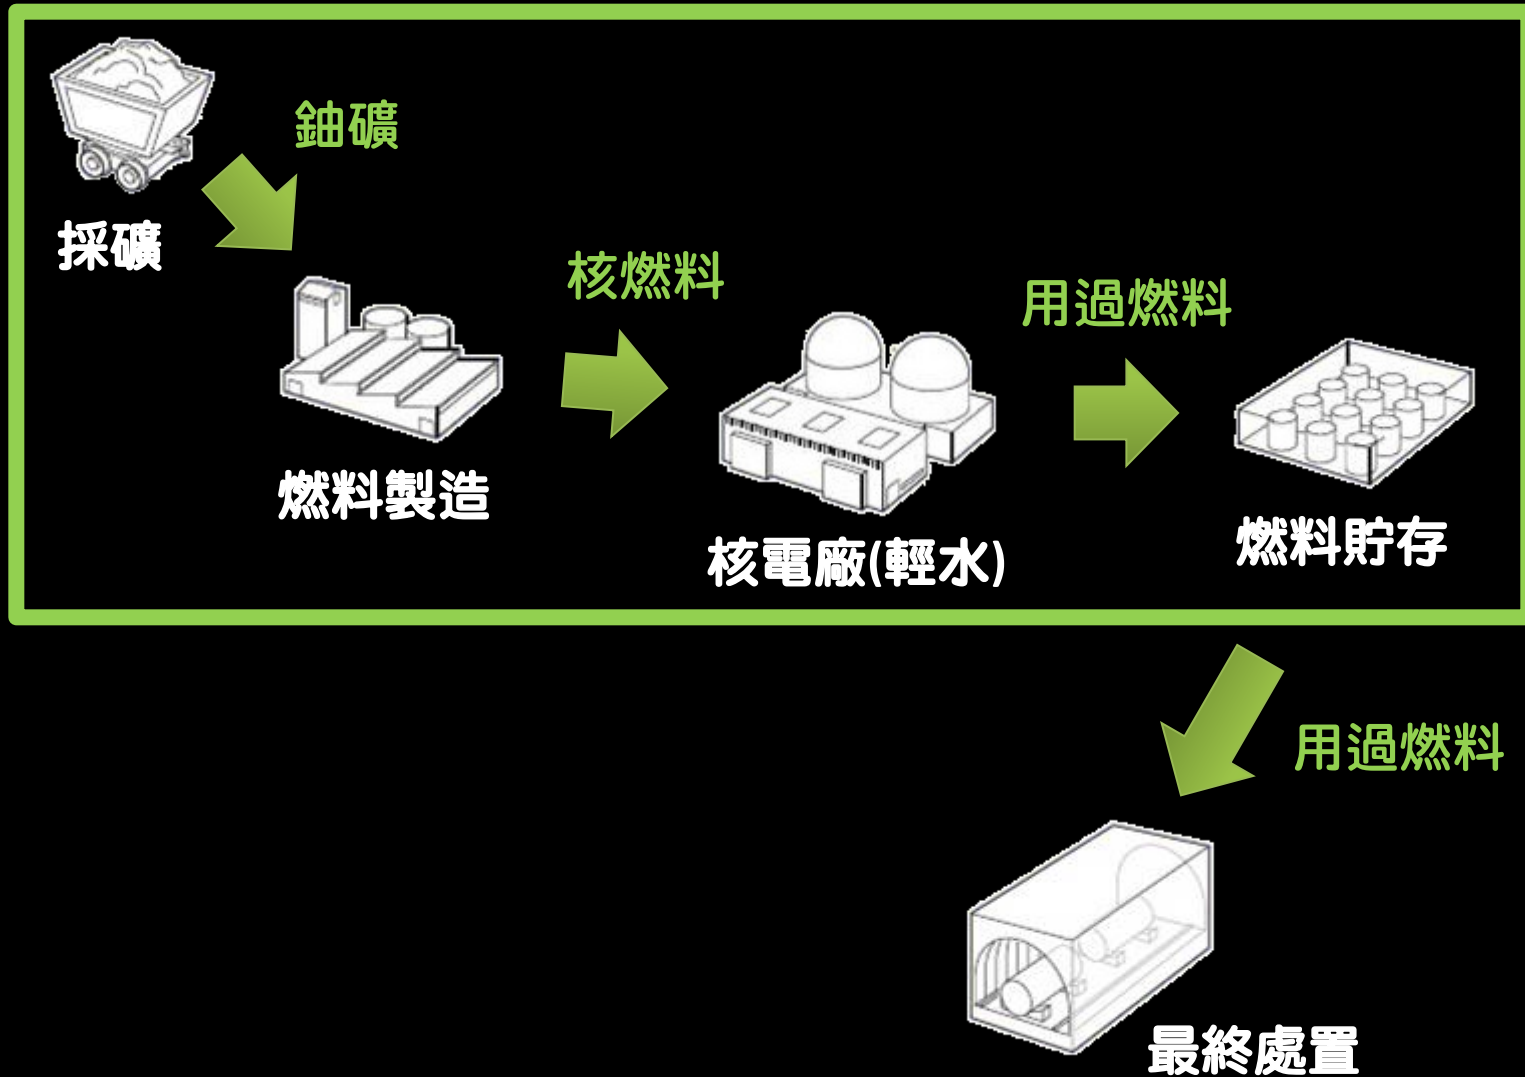 鈾礦
採礦
核燃料
燃料製造
用過燃料
核電廠(輕水)
燃料貯存
用過燃料
最終處置